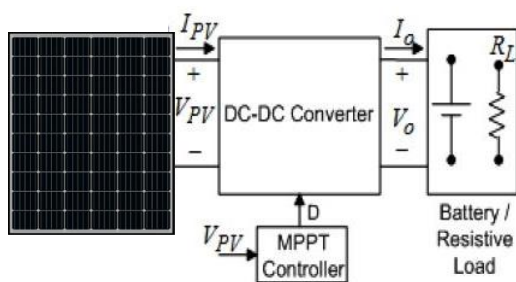 I_PV
+
V_PV
−
DC-DC Converter
I_o
+
V_o
−
R_L
D
V_PV
MPPT
Controller
Battery /
Resistive
Load